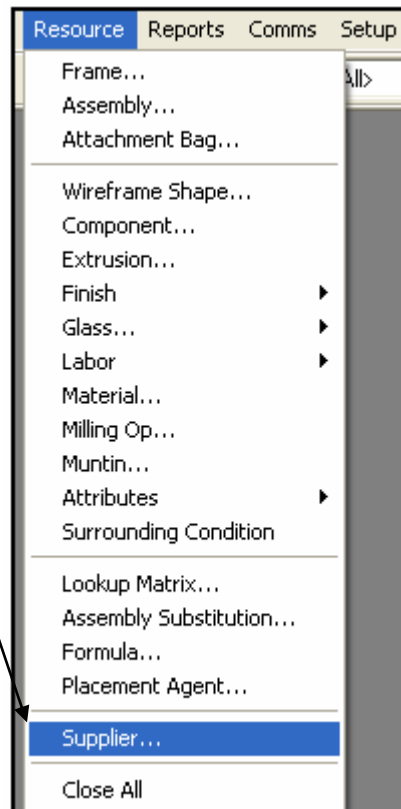 Resource Reports Comms Setup
Frame...
All>
Assembly...
Attachment Bag...
Wireframe Shape...
Component...
Extrusion...
Finish
Glass...
Labor
Material...
Milling Op...
Muntin...
Attributes
Surrounding Condition
Lookup Matrix...
Assembly Substitution...
Formula...
Placement Agent...
Supplier...
Close All